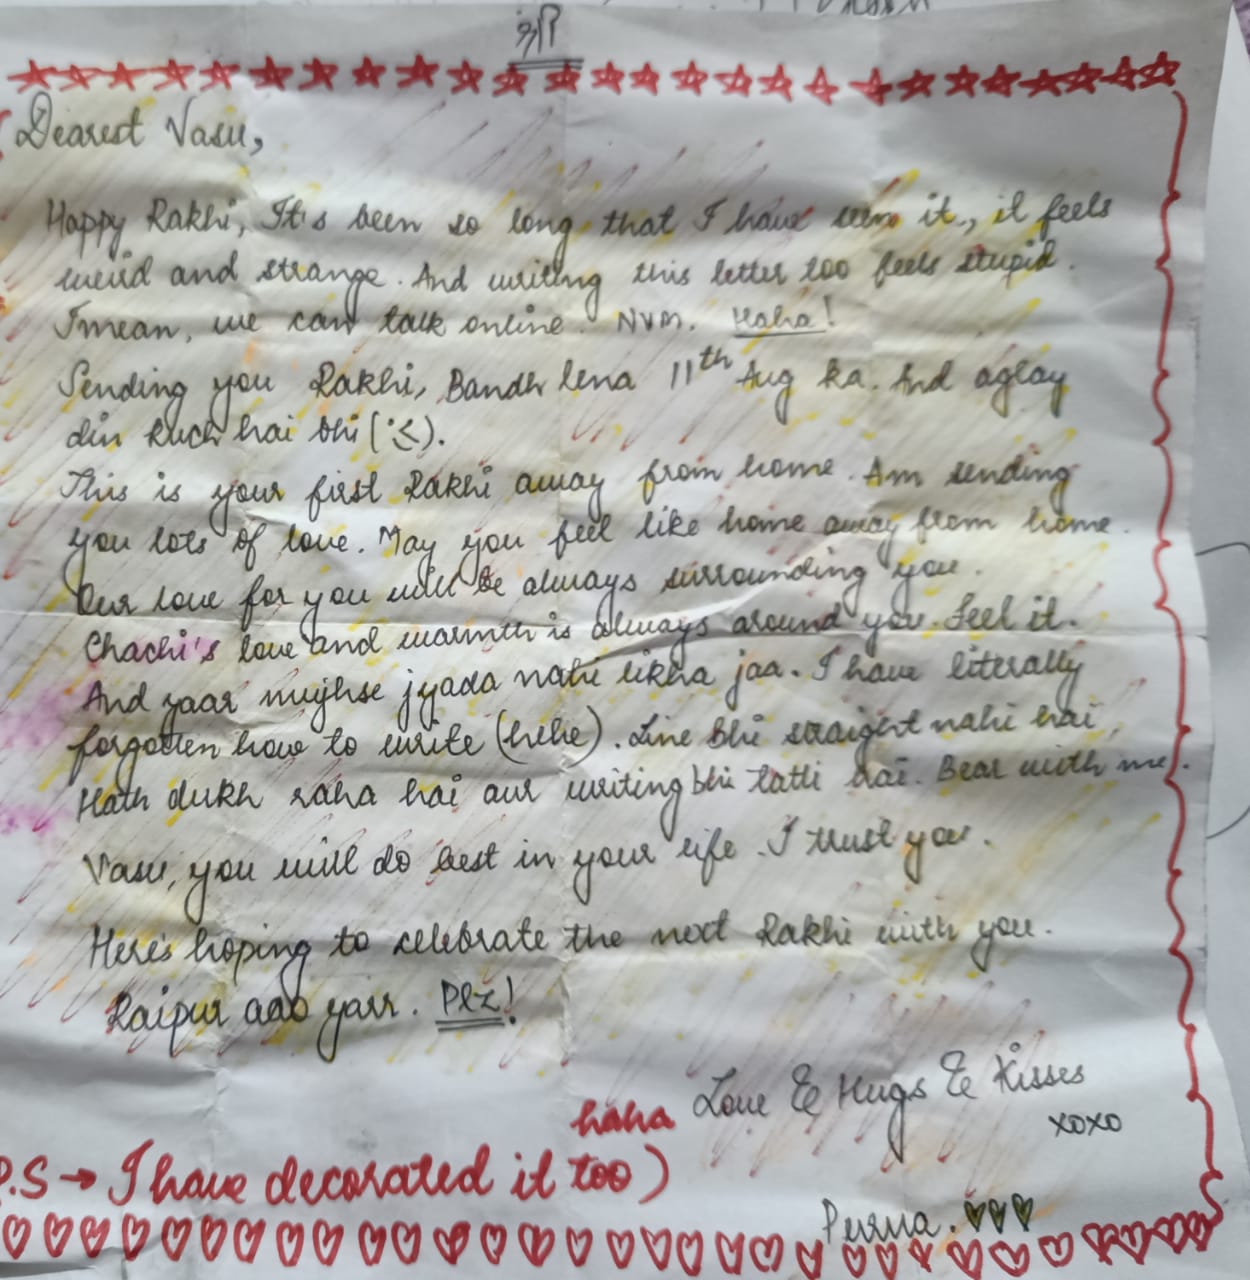 श्री
Dearest Vasu,
Happy Rakhi, It's been so long that I have seen it, it feels
weird and strange. And writing this letter too feels stupid.
I mean, we can talk online. NVM. Haha!
Sending you Rakhi, Bandh lena 11th Aug ka. And aglay
din kuch hai bhi (
This is your first Rakhi away from home. Am sending
you lots of love. May you feel like home away from home.
Our love for you will be always surrounding you.
Chachi's love and warmth is always around you. Feel it.
And yaar mujhse jyada nahi likha jaa. I have literally
forgotten how to write (hehe). Line bhi straight nahi hai,
Hath dukh raha hai aur writing bhi tatti hai. Bear with me.
Vasu, you will do best in your life. I trust you.
Here's hoping to celebrate the next Rakhi with you.
Raipur aao yarr. Plz!
Love & Hugs & Kisses
haha
xoxo
P.S → I have decorated it too)